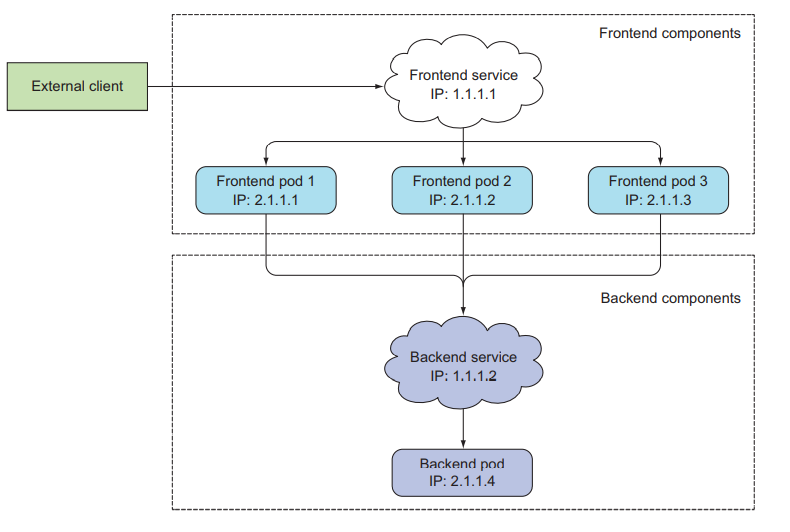 Frontend components
External client
Frontend service
IP: 1.1.1.1
Frontend pod 1
IP: 2.1.1.1
Frontend pod 2
IP: 2.1.1.2
Frontend pod 3
IP: 2.1.1.3
Backend components
Backend service
IP: 1.1.1.2
Backend pod
IP: 2.1.1.4